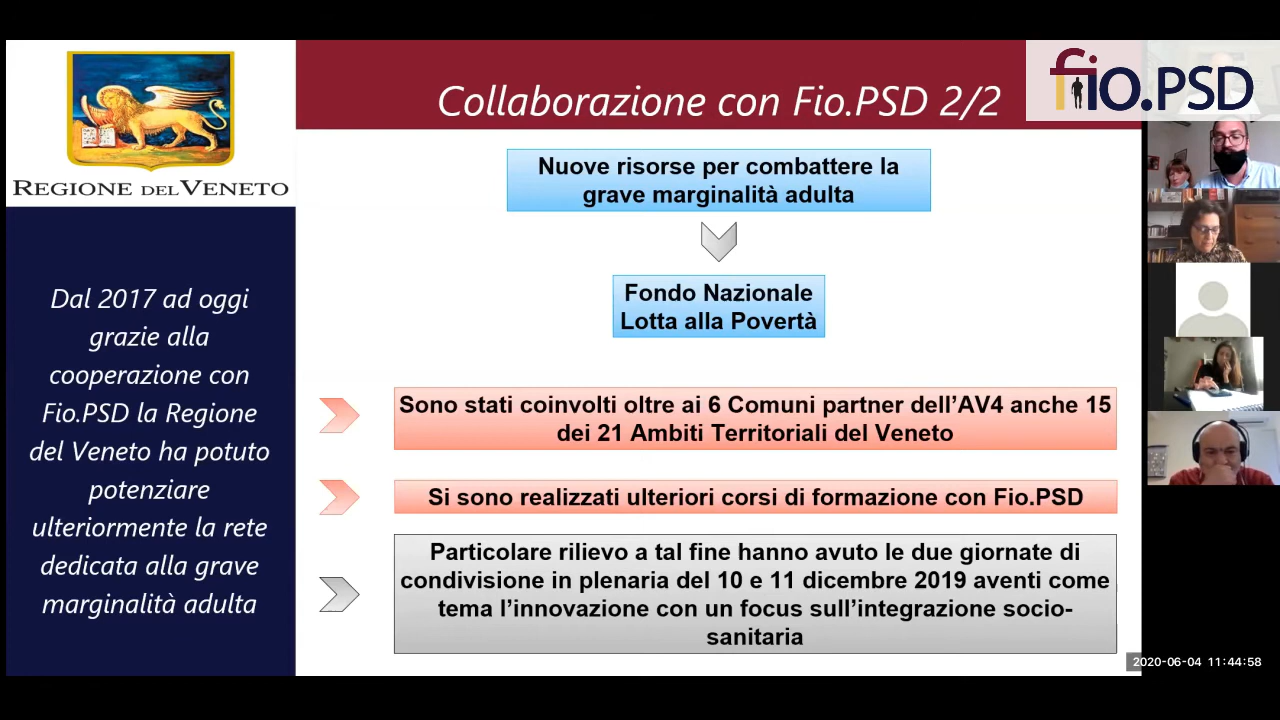 REGIONE DEL VENETO
Dal 2017 ad oggi
grazie alla
cooperazione con
Fio.PSD la Regione
del Veneto ha potuto
potenziare
ulteriormente la rete
dedicata alla grave
marginalità adulta
Collaborazione con Fio.PSD 2/2
fio.PSD
Nuove risorse per combattere la
grave marginalità adulta
Fondo Nazionale
Lotta alla Povertà
Sono stati coinvolti oltre ai 6 Comuni partner dell’AV4 anche 15
dei 21 Ambiti Territoriali del Veneto
Si sono realizzati ulteriori corsi di formazione con Fio.PSD
Particolare rilievo a tal fine hanno avuto le due giornate di
condivisione in plenaria del 10 e 11 dicembre 2019 aventi come
tema l’innovazione con un focus sull’integrazione socio-
sanitaria
2020-06-04 11:44:58